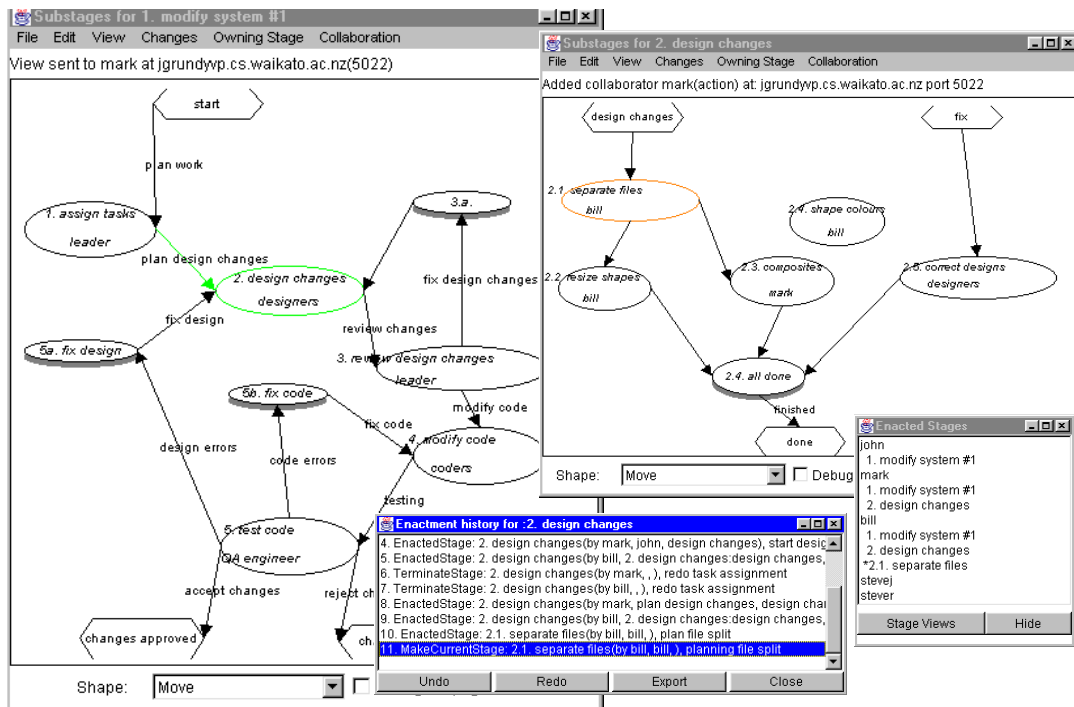 Substages for 1. modify system #1
File Edit View Changes Owning Stage Collaboration
View sent to mark at jgrundyvp.cs.waikato.ac.nz(5022)
start
plan work
1. assign tasks
leader
plan design changes
2. design changes
designers
fix design
5a. fix design
3.a.
fix design changes
review changes
3. review design changes
leader
5b. fix code
fix code
modify code
4. modify code
coders
design errors
code errors
testing
5. test code
QA engineer
accept changes
reject ch
changes approved
cha
Shape: Move
Substages for 2. design changes
File Edit View Changes Owning Stage Collaboration
Added collaborator mark(action) at: jgrundyvp.cs.waikato.ac.nz port 5022
design changes
fix
2.1. separate files
bill
2.4. shape colours
bill
2.2. resize shapes
bill
2.3. composites
mark
2.5. correct designs
designers
2.4. all done
finished
done
Shape: Move Debug
Enactment history for :2. design changes
4. EnactedStage: 2. design changes(by mark, john, design changes), start desig
5. EnactedStage: 2. design changes(by bill, 2. design changes:design changes,
6. TerminateStage: 2. design changes(by mark, , ), redo task assignment
7. TerminateStage: 2. design changes(by bill, , ), redo task assignment
8. EnactedStage: 2. design changes(by mark, plan design changes, design chan
9. EnactedStage: 2. design changes(by bill, 2. design changes:design changes,
10. EnactedStage: 2.1. separate files(by bill, bill, ), plan file split
11. MakeCurrentStage: 2.1. separate files(by bill, bill, ), planning file split
Undo Redo Export Close
Enacted Stages
john
1. modify system #1
mark
1. modify system #1
2. design changes
bill
1. modify system #1
2. design changes
*2.1. separate files
stevej
stever
Stage Views Hide